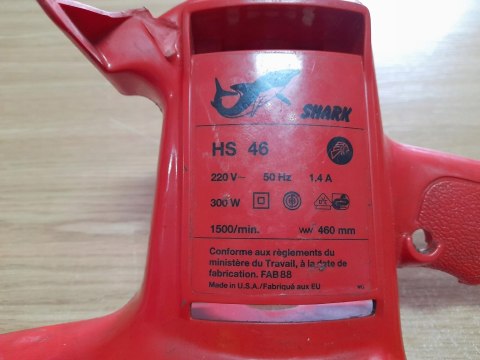 SHARK
HS 46
220 V~ 50 Hz 1.4 A
300 W
1500/min. 460 mm
Conforme aux règlements du
ministère du Travail, à la date de
fabrication. FAB 88
Made in U.S.A./Fabriqué aux EU